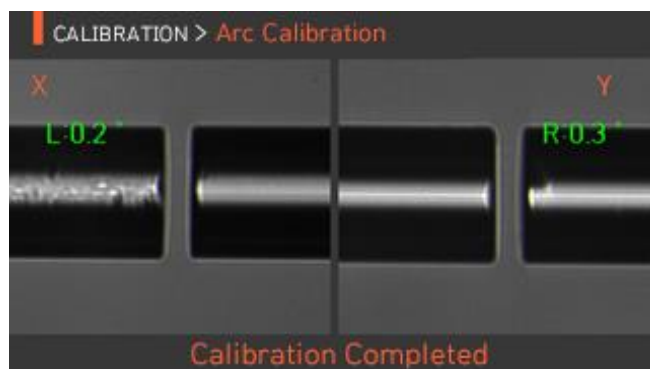 CALIBRATION > Arc Calibration
X
Y
L:0.2 °
R:0.3 °
Calibration Completed